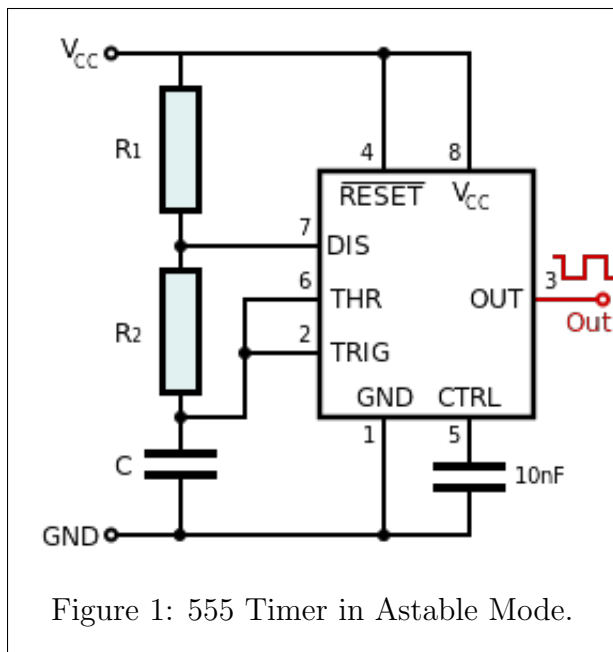 VCC
R1
4
8
RESET
VCC
7
DIS
6
THR
OUT
3
Out
R2
2
TRIG
GND
CTRL
1
5
C
10nF
GND
Figure 1: 555 Timer in Astable Mode.